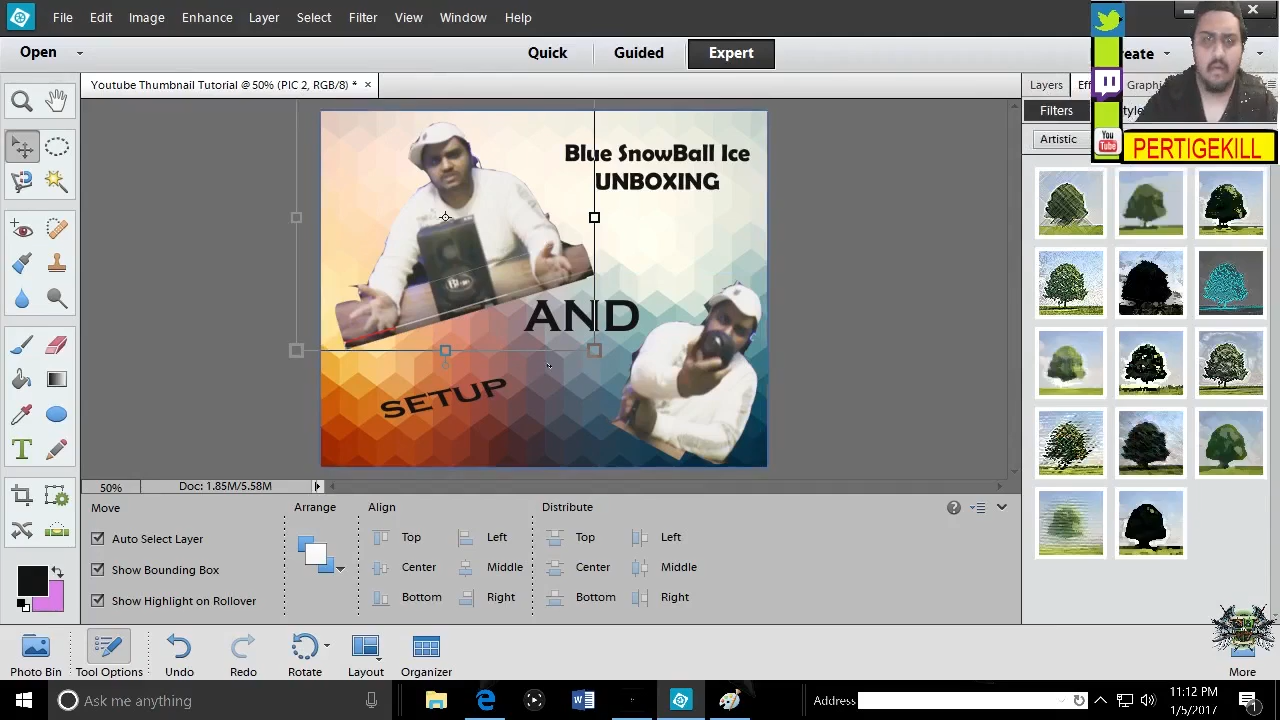 File Edit Image Enhance Layer Select Filter View Window Help
Open
Quick
Guided
Expert
Create
Youtube Thumbnail Tutorial @ 50% (PIC 2, RGB/8) * ×
Layers
Graphi
Filters
Artistic
You
Tube
PERTIGEKILL
Blue SnowBall Ice
UNBOXING
AND
SETUP
50%
Doc: 1.85M/5.58M
Move
Auto Select Layer
Show Bounding Box
Show Highlight on Rollover
Arrange
Align
Top
Left
Center
Middle
Bottom
Right
Distribute
Top
Left
Center
Middle
Bottom
Right
Photo Bin
Tool Options
Undo
Redo
Rotate
Layout
Organizer
More
Ask me anything
Address
11:12 PM
1/5/2017